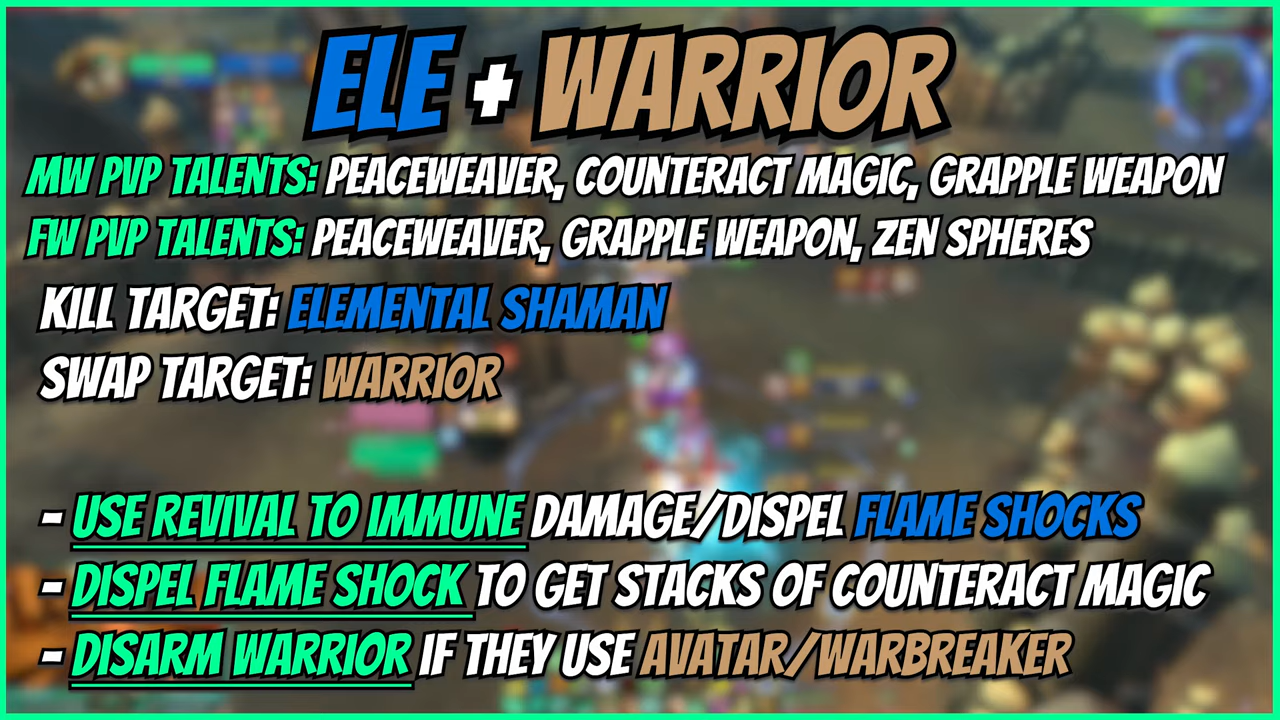 ELE + WARRIOR
MW PVP TALENTS: PEACEWEAVER, COUNTERACT MAGIC, GRAPPLE WEAPON
FW PVP TALENTS: PEACEWEAVER, GRAPPLE WEAPON, ZEN SPHERES
KILL TARGET: ELEMENTAL SHAMAN
SWAP TARGET: WARRIOR
- USE REVIVAL TO IMMUNE DAMAGE/DISPEL FLAME SHOCKS
- DISPEL FLAME SHOCK TO GET STACKS OF COUNTERACT MAGIC
- DISARM WARRIOR IF THEY USE AVATAR/WARBREAKER